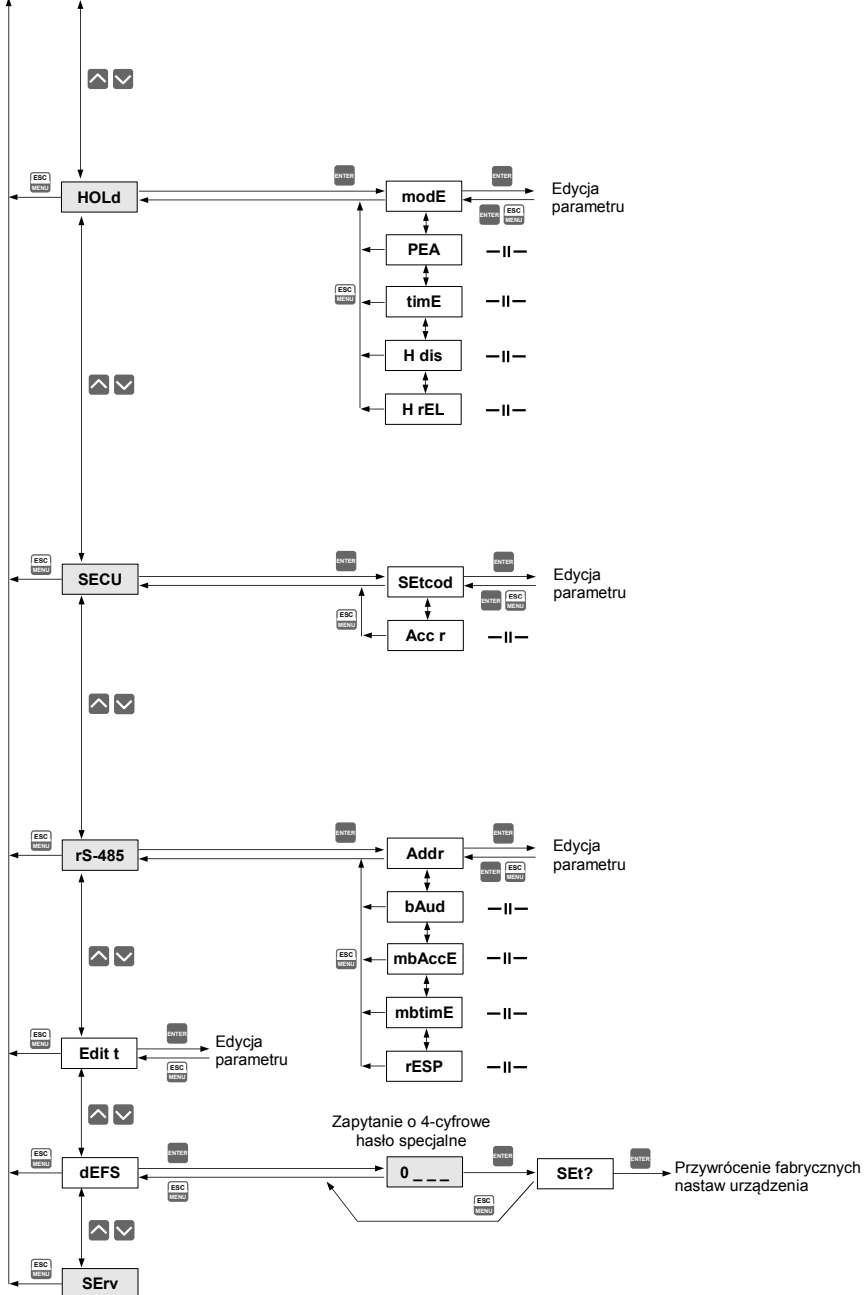 ESC
MENU
HOLd
ENTER
modE
ENTER
ENTER
ESC
MENU
Edycja
parametru
PEA
—II—
ESC
MENU
timE
—II—
H dis
—II—
H rEL
—II—
ESC
MENU
SECU
ENTER
SEtcod
ENTER
ENTER
ESC
MENU
Edycja
parametru
ESC
MENU
Acc r
—II—
ESC
MENU
rS-485
ENTER
Addr
ENTER
ENTER
ESC
MENU
Edycja
parametru
bAud
—II—
ESC
MENU
mbAccE
—II—
mbtimE
—II—
rESP
—II—
ESC
MENU
Edit t
ENTER
ESC
MENU
Edycja
parametru
Zapytanie o 4-cyfrowe
hasło specjalne
ESC
MENU
dEFS
ENTER
ESC
MENU
0 _ _ _
ENTER
ESC
MENU
SEt?
ENTER
Przywrócenie fabrycznych
nastaw urządzenia
ESC
MENU
SErv